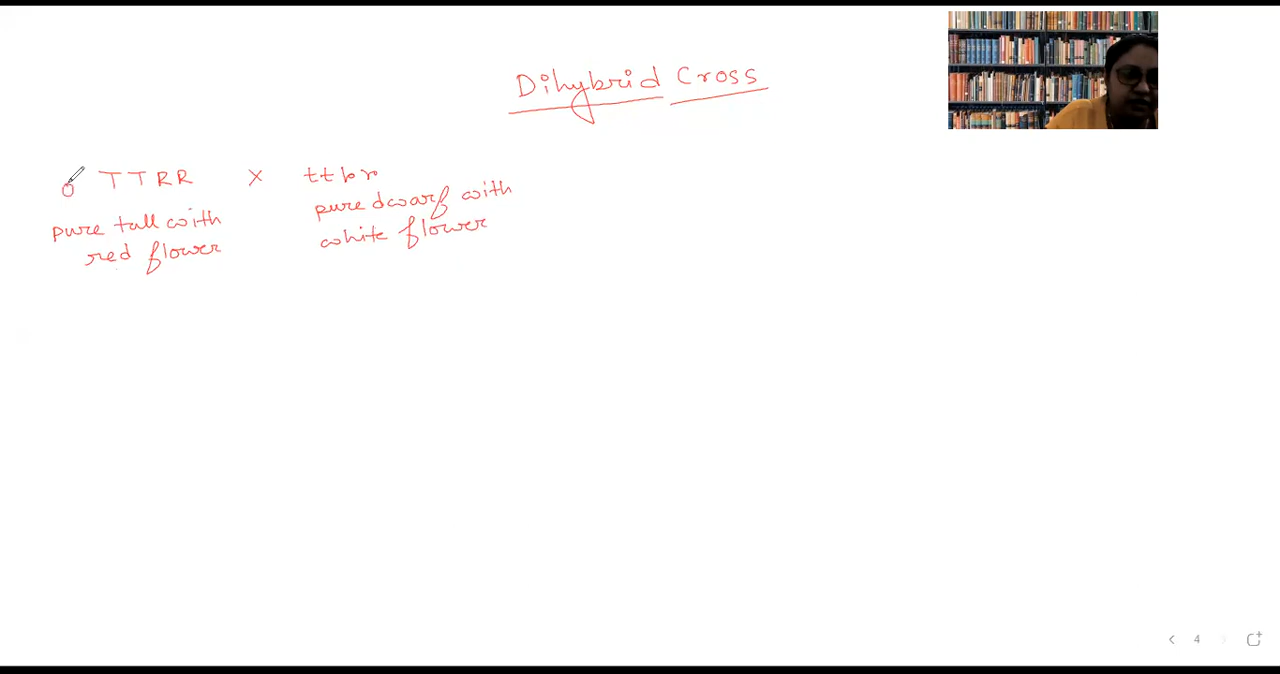 Dihybrid Cross
TTRR × ttrr
pure tall with
red flower
pure dwarf with
white flower
4